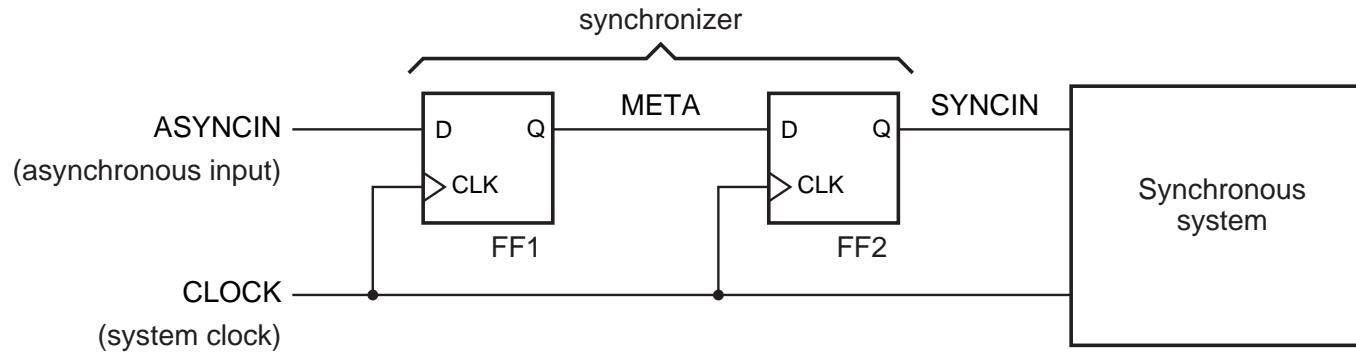 synchronizer
ASYNCIN
(asynchronous input)
D
Q
CLK
FF1
META
D
Q
CLK
FF2
SYNCIN
Synchronous
system
CLOCK
(system clock)